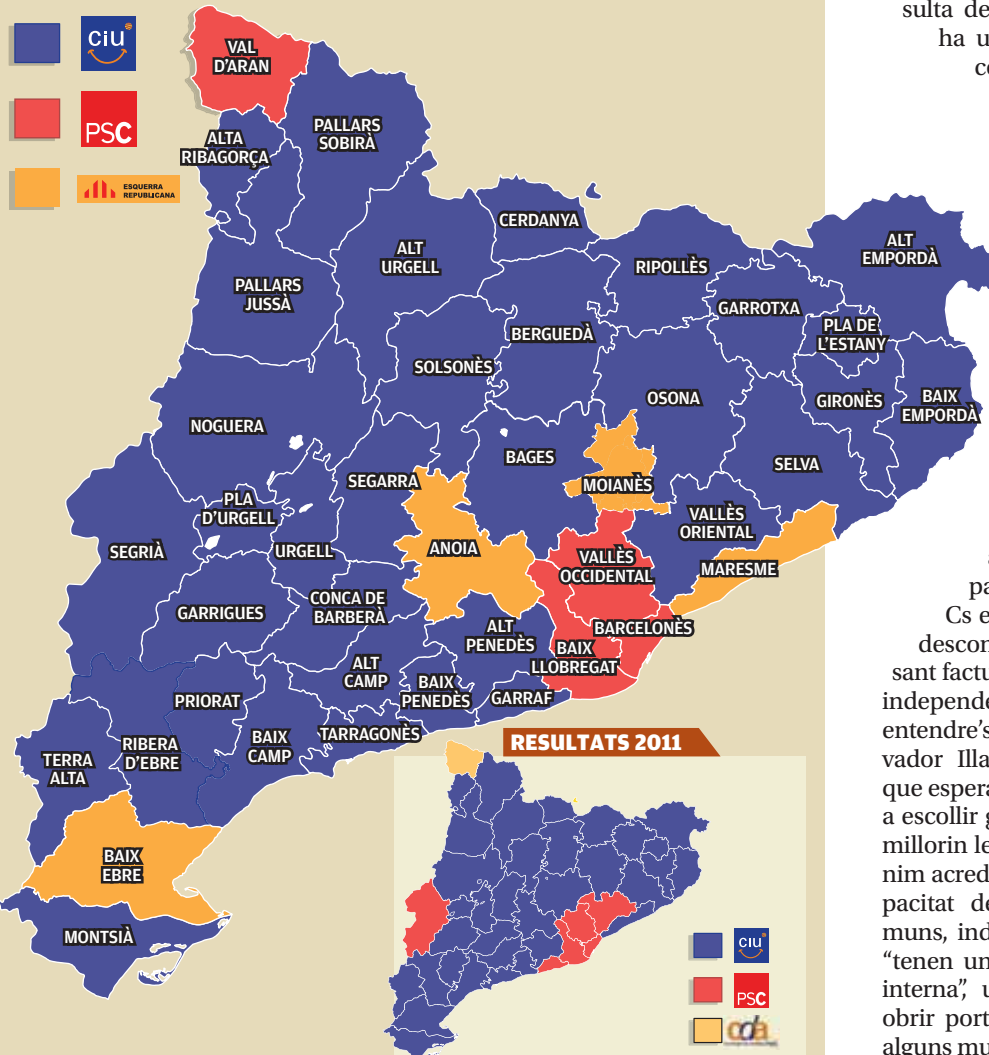 ciu
PSC
ESQUERRA
REPUBLICANA
VAL
D'ARAN
ALTA
RIBAGORÇA
PALLARS
SOBIRÀ
CERDANYA
ALT
URGELL
RIPOLLÈS
ALT
EMPORDÀ
PALLARS
JUSSÀ
GARROTXA
PLA DE
L'ESTANY
BERGUEDÀ
SOLSONÈS
OSONA
GIRONÈS
BAIX
EMPORDÀ
NOGUERA
BAGES
SELVA
SEGARRA
MOIANÈS
PLA
D'URGELL
VALLÈS
ORIENTAL
SEGRIÀ
URGELL
ANOIA
VALLÈS
OCCIDENTAL
MARESME
GARRIGUES
CONCA DE
BARBERÀ
ALT
PENEDÈS
BARCELONÈS
BAIX
LLOBREGAT
ALT
CAMP
BAIX
PENEDÈS
GARRAF
PRIORAT
TARRAGONÈS
BAIX
CAMP
RIBERA
D'EBRE
TERRA
ALTA
BAIX
EBRE
MONTSIÀ
RESULTATS 2011
ciu
PSC
cda
sulta de
ha u
co
pa
Cs e
descon
sant factu
independe
entendre's
vador Illa
que espera
a escollir g
millorin le
nim acred
pacitat de
muns, ind
"tenen un
interna", u
obrir port
alguns mu